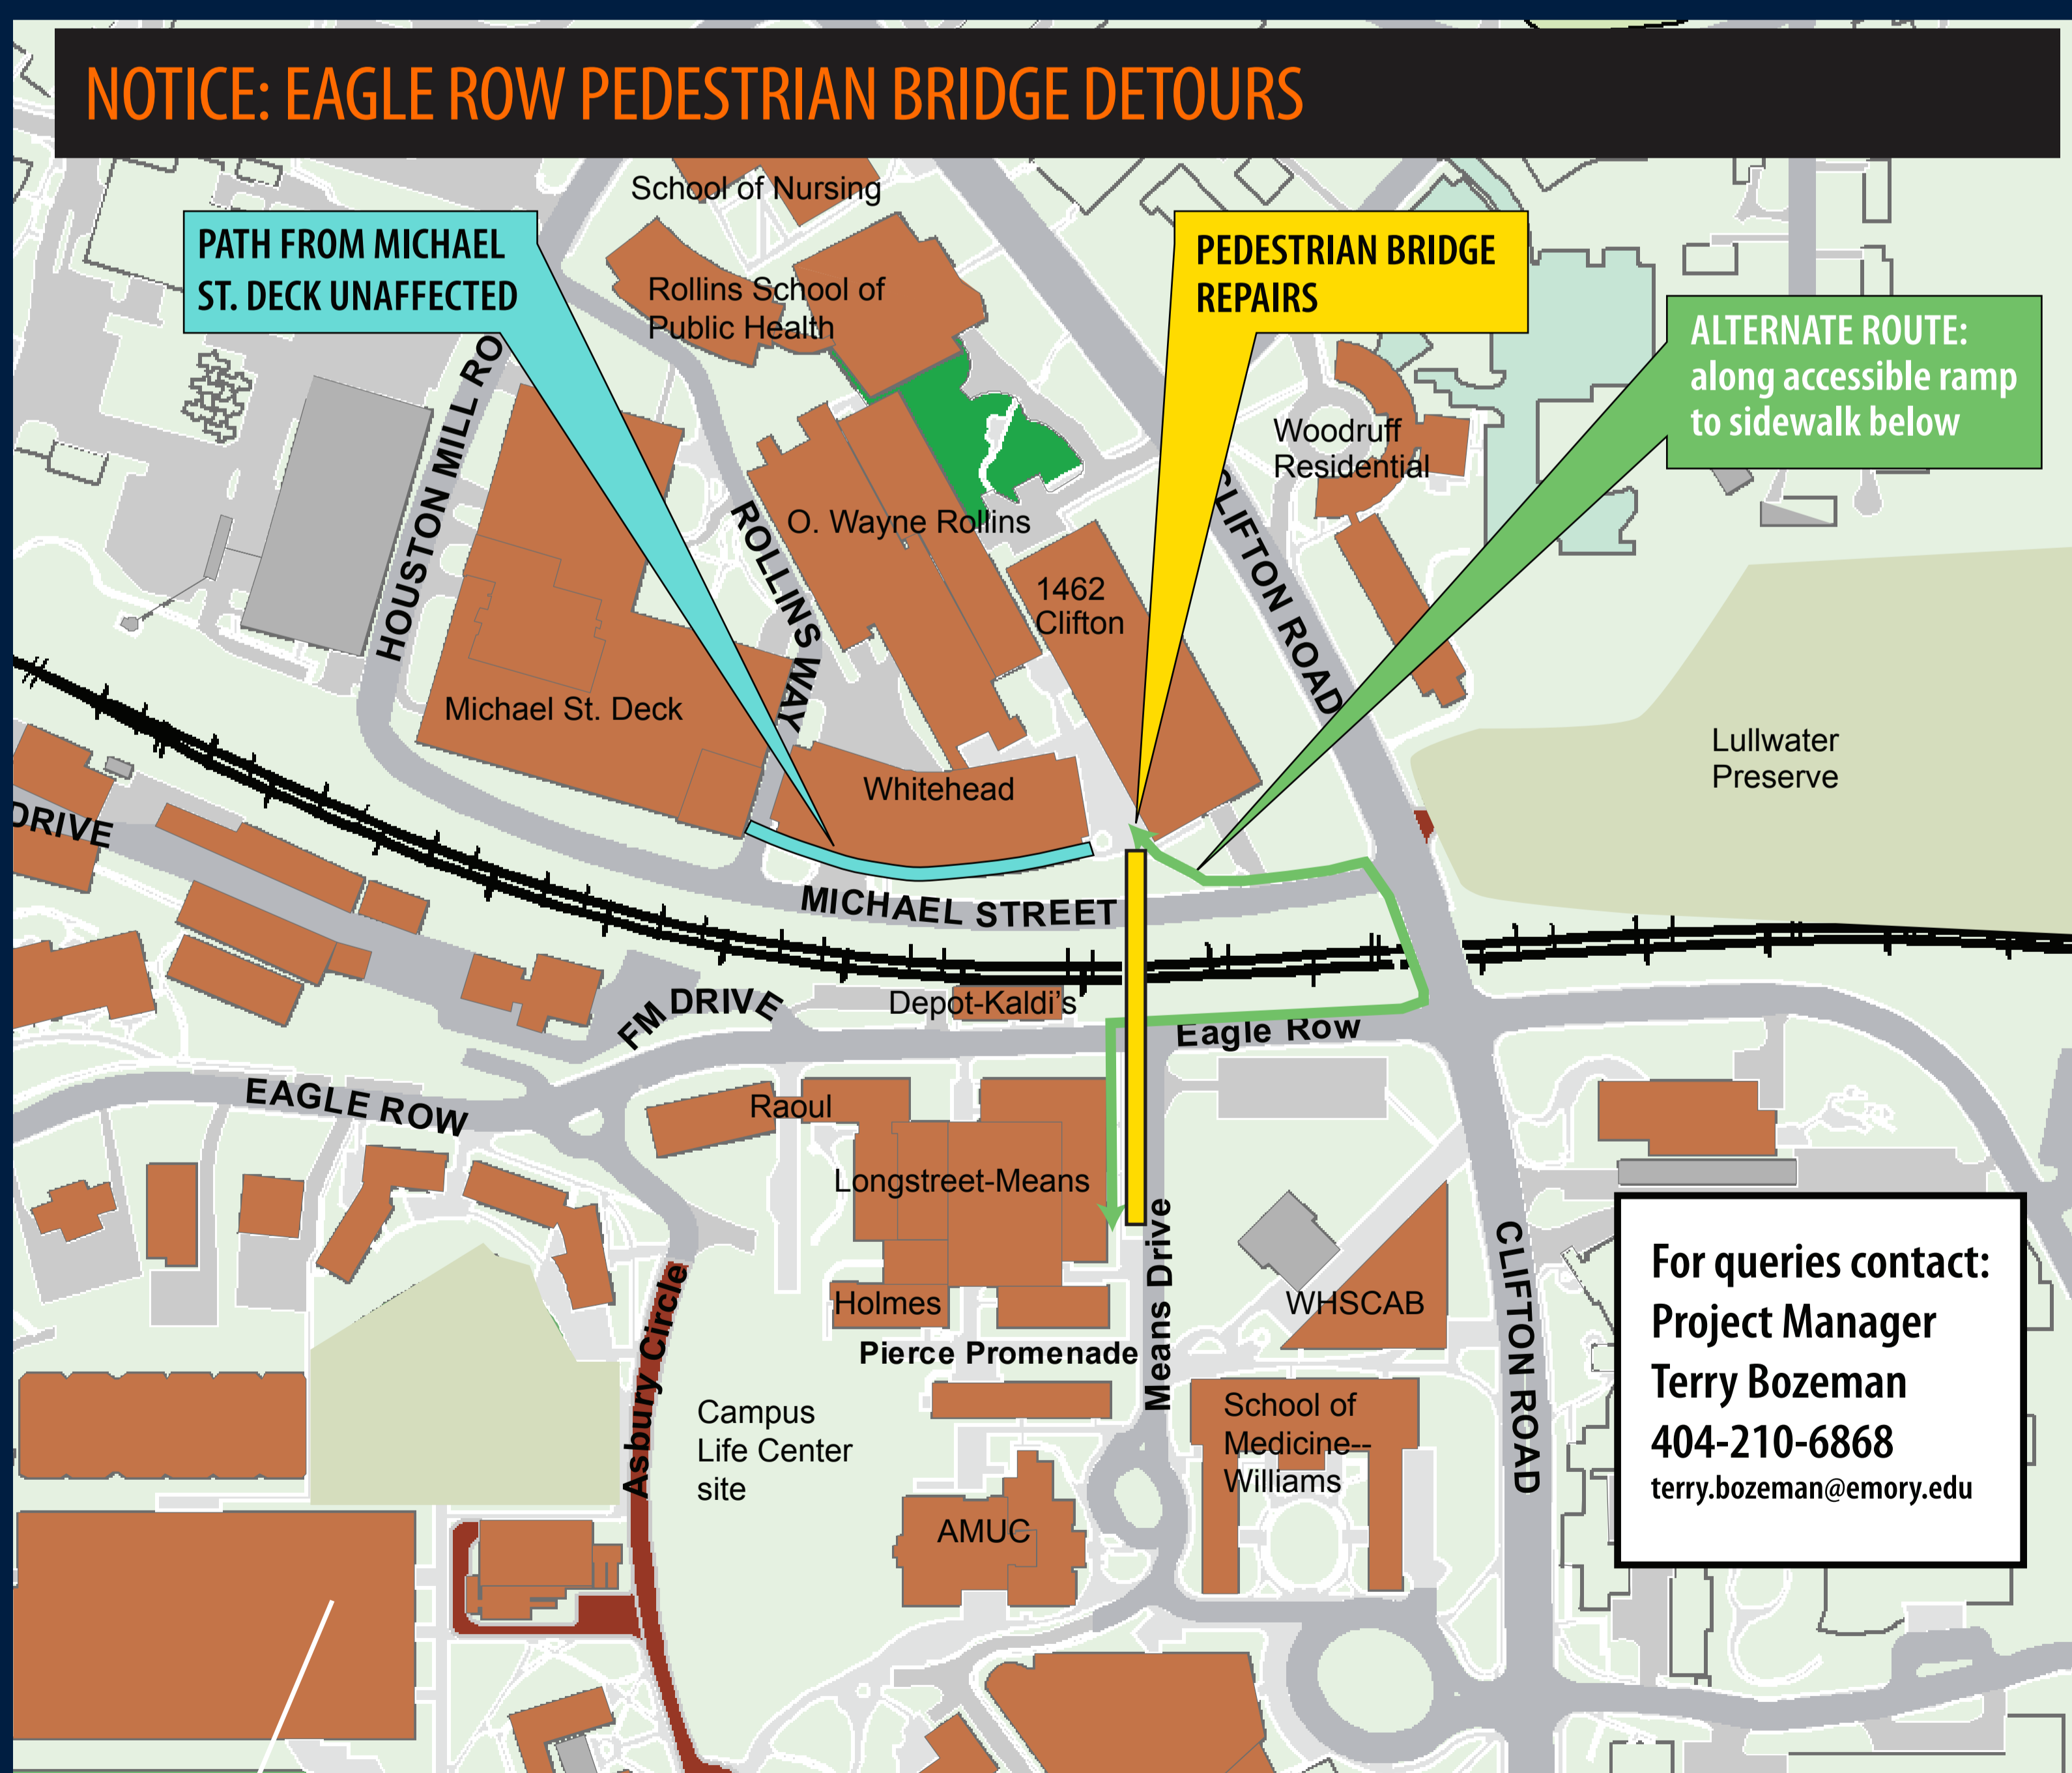 NOTICE: EAGLE ROW PEDESTRIAN BRIDGE DETOURS
School of Nursing
PATH FROM MICHAEL
ST. DECK UNAFFECTED
PEDESTRIAN BRIDGE
REPAIRS
Rollins School of
Public Health
ALTERNATE ROUTE:
along accessible ramp
to sidewalk below
HOUSTON MILL RO
Woodruff
Residential
ROLLINS WAY
O. Wayne Rollins
CLIFTON ROAD
1462
Clifton
Michael St. Deck
Lullwater
Preserve
Whitehead
DRIVE
MICHAEL STREET
FM DRIVE
Depot-Kaldi's
Eagle Row
EAGLE ROW
Raoul
Longstreet-Means
Means Drive
CLIFTON ROAD
Asbury Circle
Holmes
WHSCAB
Pierce Promenade
Campus
Life Center
site
School of
Medicine--
Williams
AMUC
For queries contact:
Project Manager
Terry Bozeman
404-210-6868
terry.bozeman@emory.edu